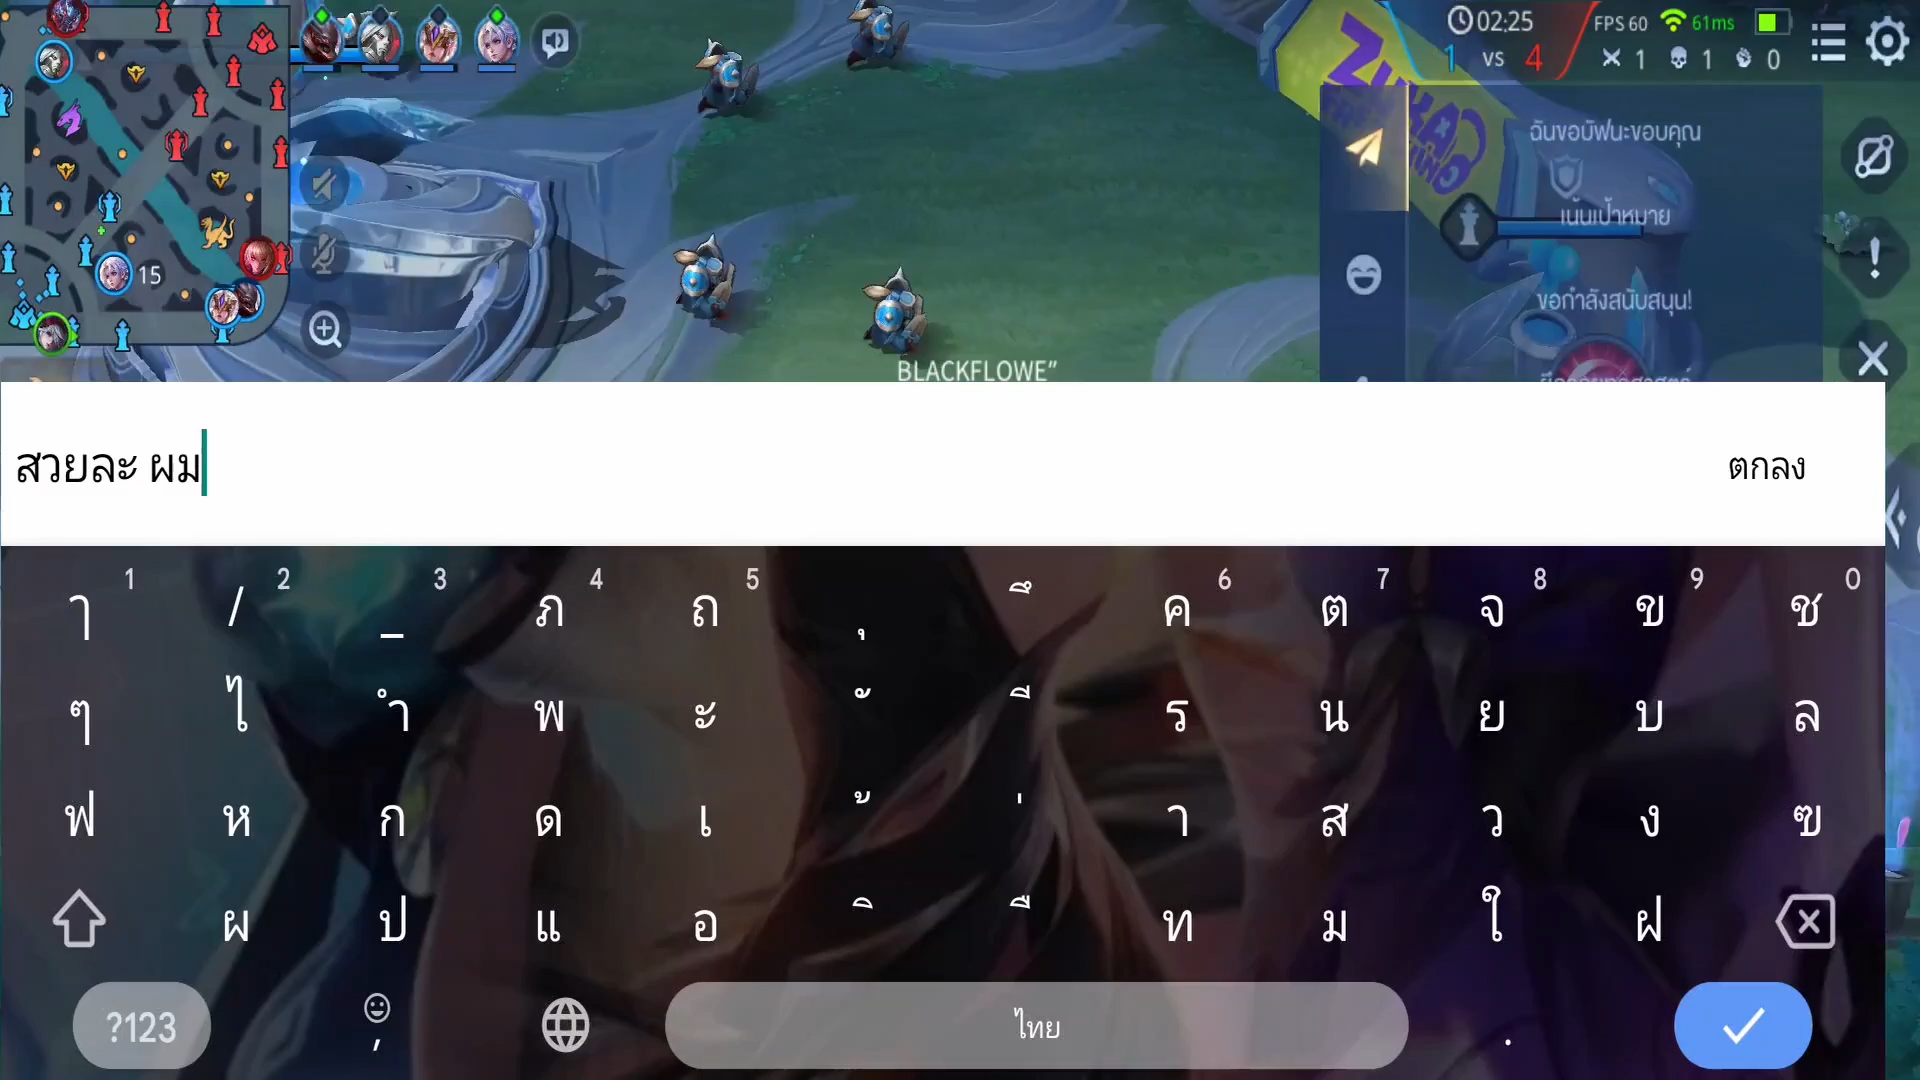 02:25
FPS 60
61ms
1 vs 4
1
1
0
15
ฉันขอบัฟนะขอบคุณ
เน้นเป้าหมาย
ขอกำลังสนับสนุน!
BLACKFLOWE"
สวยละ ผม
ตกลง
1 2 3 4 5 6 7 8 9 0
ๅ / _ ภ ถ ุ ึ ค ต จ ข ช
ๆ ไ ำ พ ะ ั ี ร น ย บ ล
ฟ ห ก ด เ ้ ่ า ส ว ง ฃ
ผ ป แ อ ิ ื ท ม ใ ฝ
?123 , ไทย .